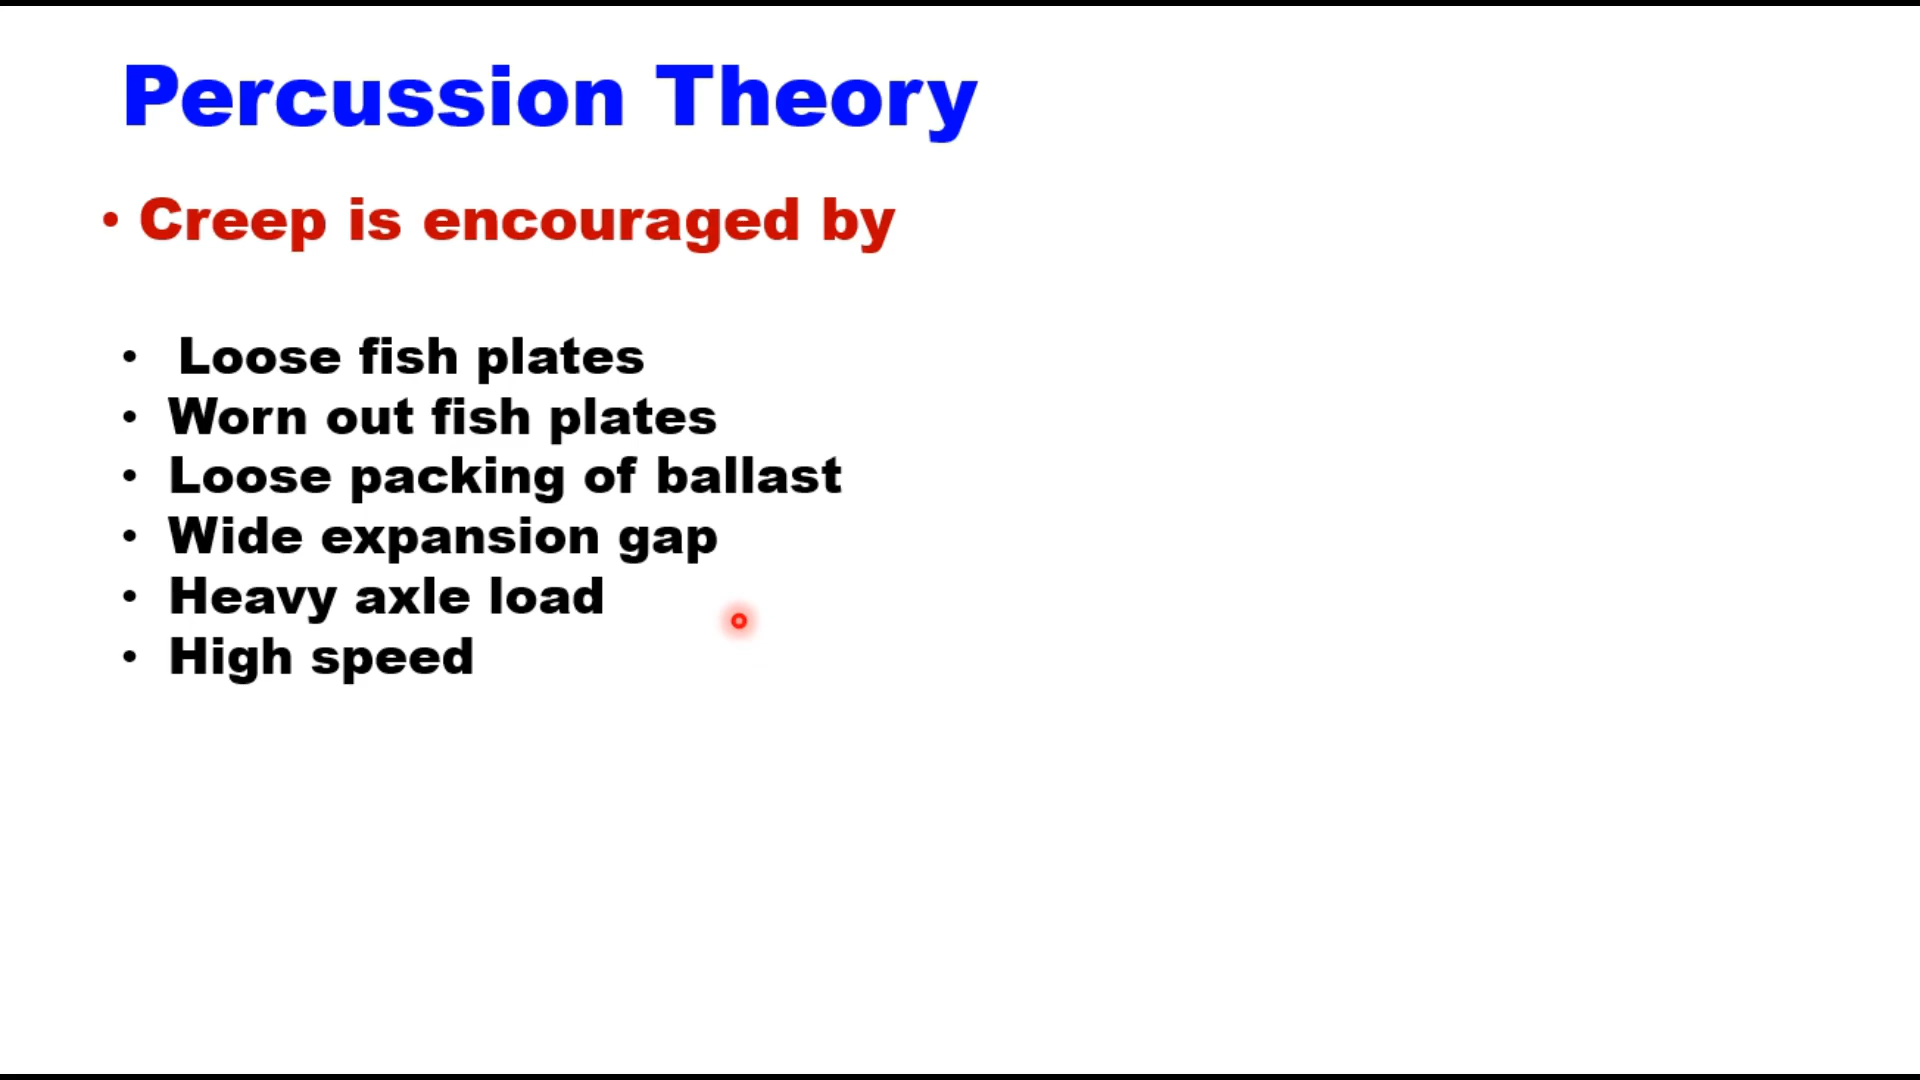 Percussion Theory
• Creep is encouraged by
• Loose fish plates
• Worn out fish plates
• Loose packing of ballast
• Wide expansion gap
• Heavy axle load
• High speed